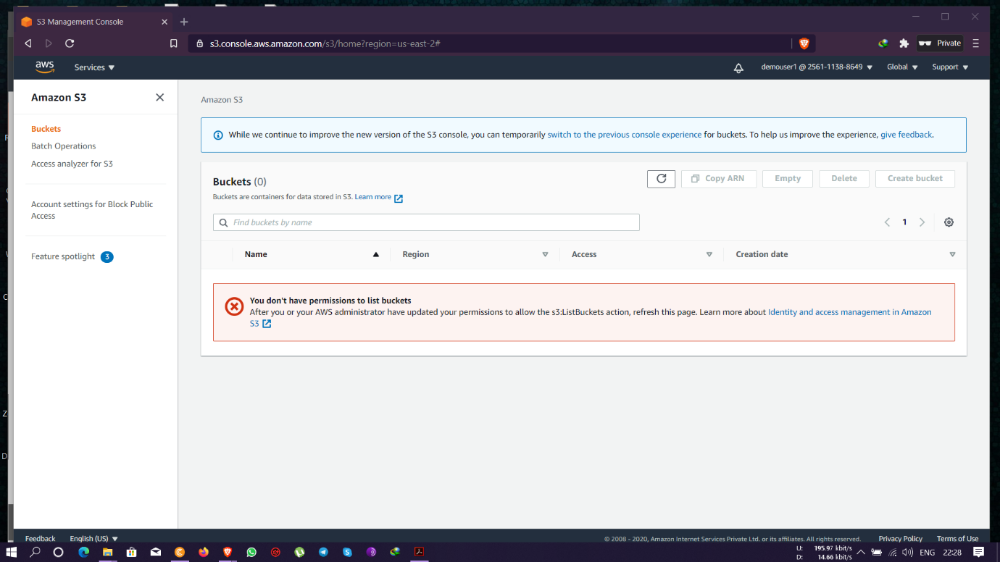 S3 Management Console
s3.console.aws.amazon.com/s3/home?region=us-east-2#
Private
aws
Services
demouser1 @ 2561-1138-8649
Global
Support
Amazon S3
Buckets
Batch Operations
Access analyzer for S3
Account settings for Block Public
Access
Feature spotlight
3
Amazon S3
While we continue to improve the new version of the S3 console, you can temporarily switch to the previous console experience for buckets. To help us improve the experience, give feedback.
Buckets (0)
Buckets are containers for data stored in S3. Learn more
Copy ARN
Empty
Delete
Create bucket
Find buckets by name
1
Name
Region
Access
Creation date
You don't have permissions to list buckets
After you or your AWS administrator have updated your permissions to allow the s3:ListBuckets action, refresh this page. Learn more about Identity and access management in Amazon
S3
Feedback
English (US)
© 2008 - 2020, Amazon Internet Services Private Ltd. or its affiliates. All rights reserved.
Privacy Policy
Terms of Use
U: 195.97 kbit/s
D: 14.66 kbit/s
ENG
22:28